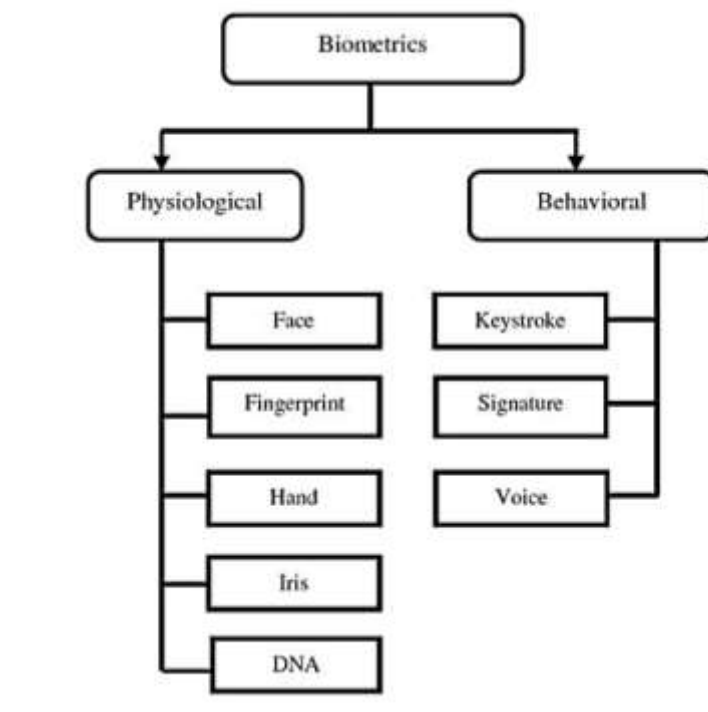 Biometrics
Physiological
Behavioral
Face
Keystroke
Fingerprint
Signature
Hand
Voice
Iris
DNA